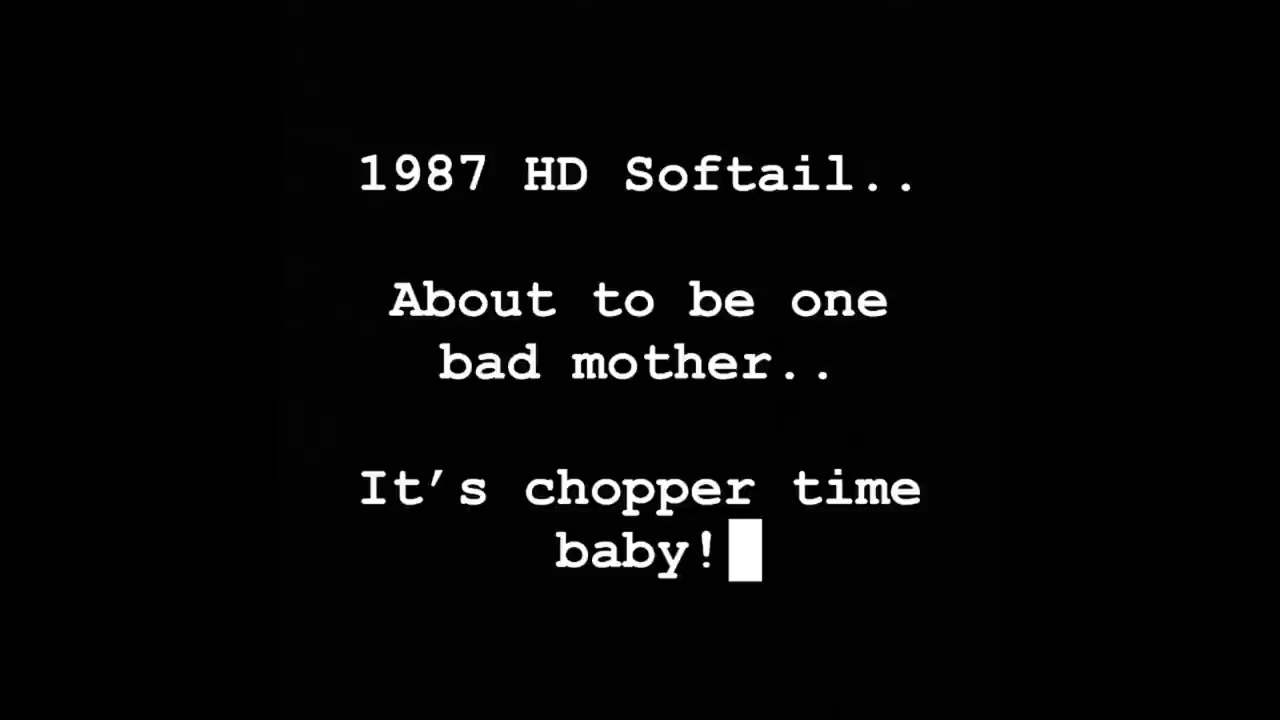 1987 HD Softail..
About to be one
bad mother..
It’s chopper time
baby!